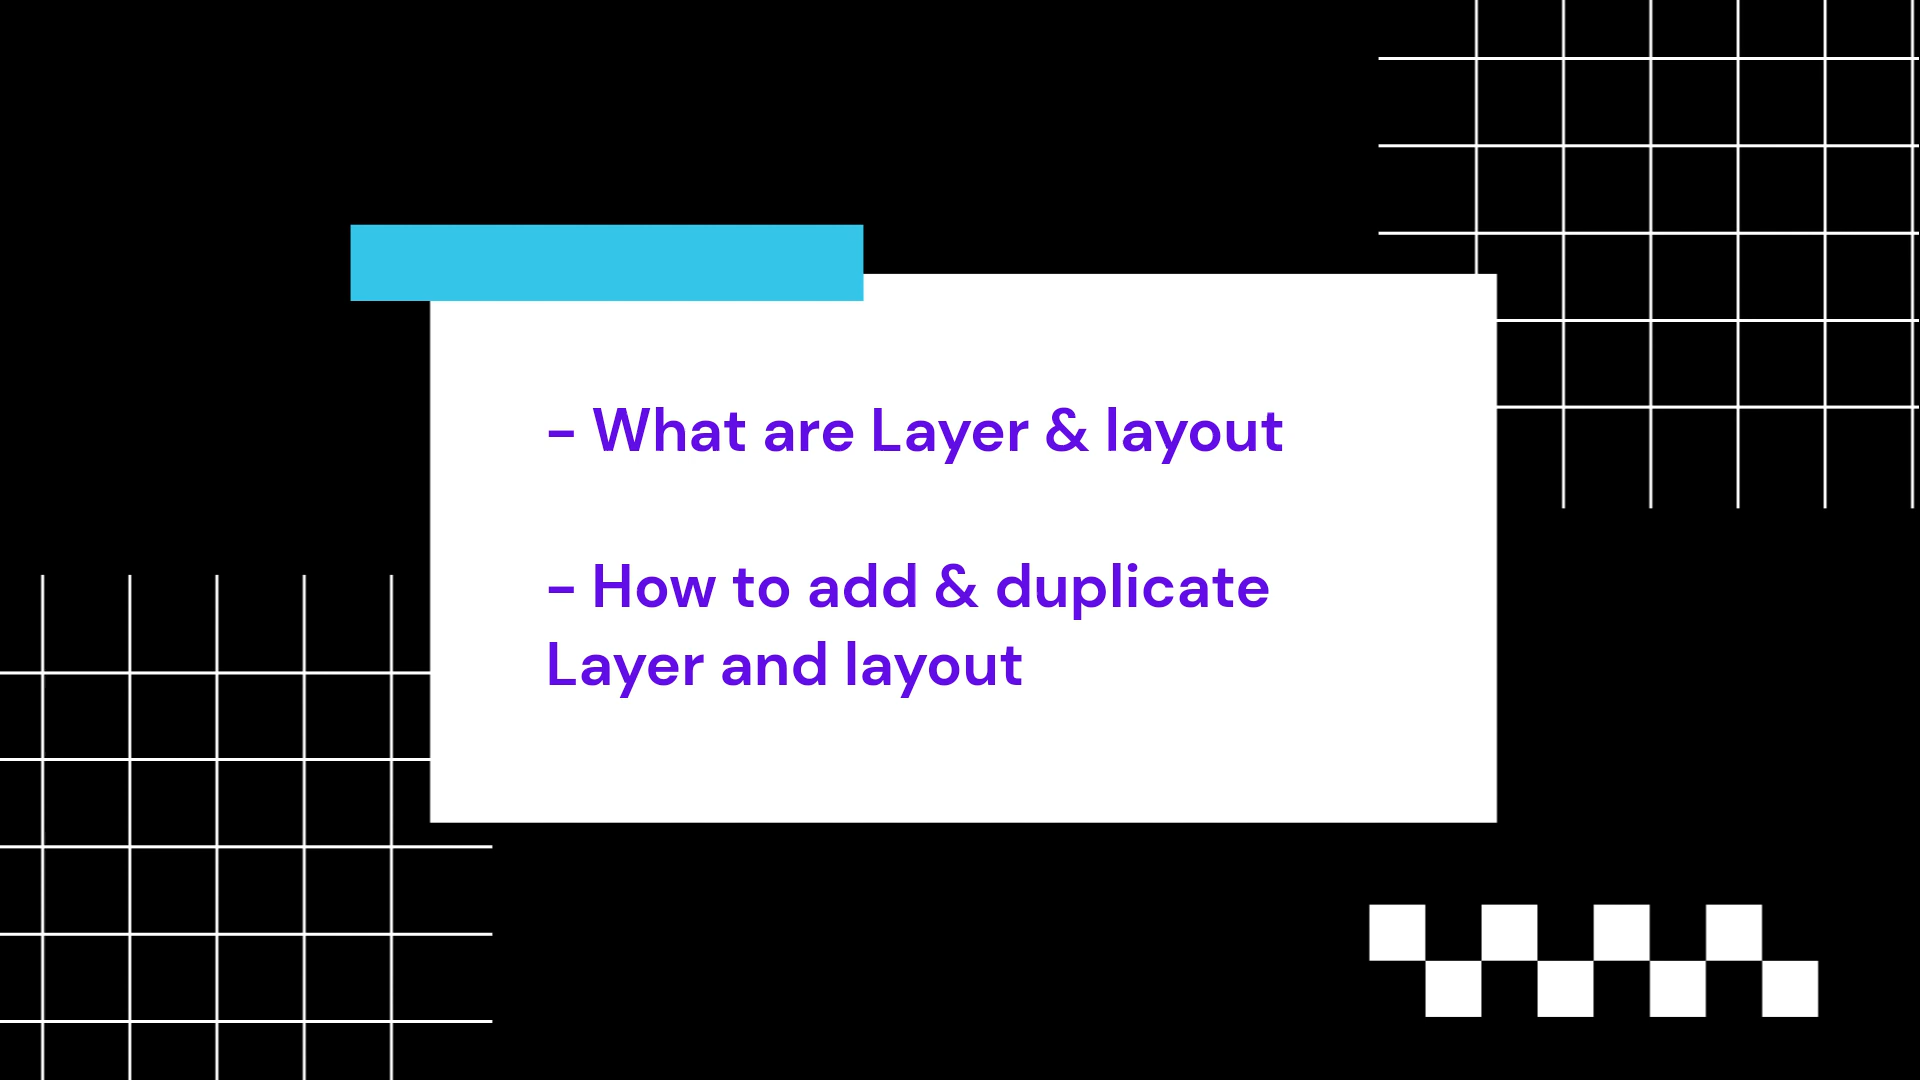 - What are Layer & layout
- How to add & duplicate
Layer and layout